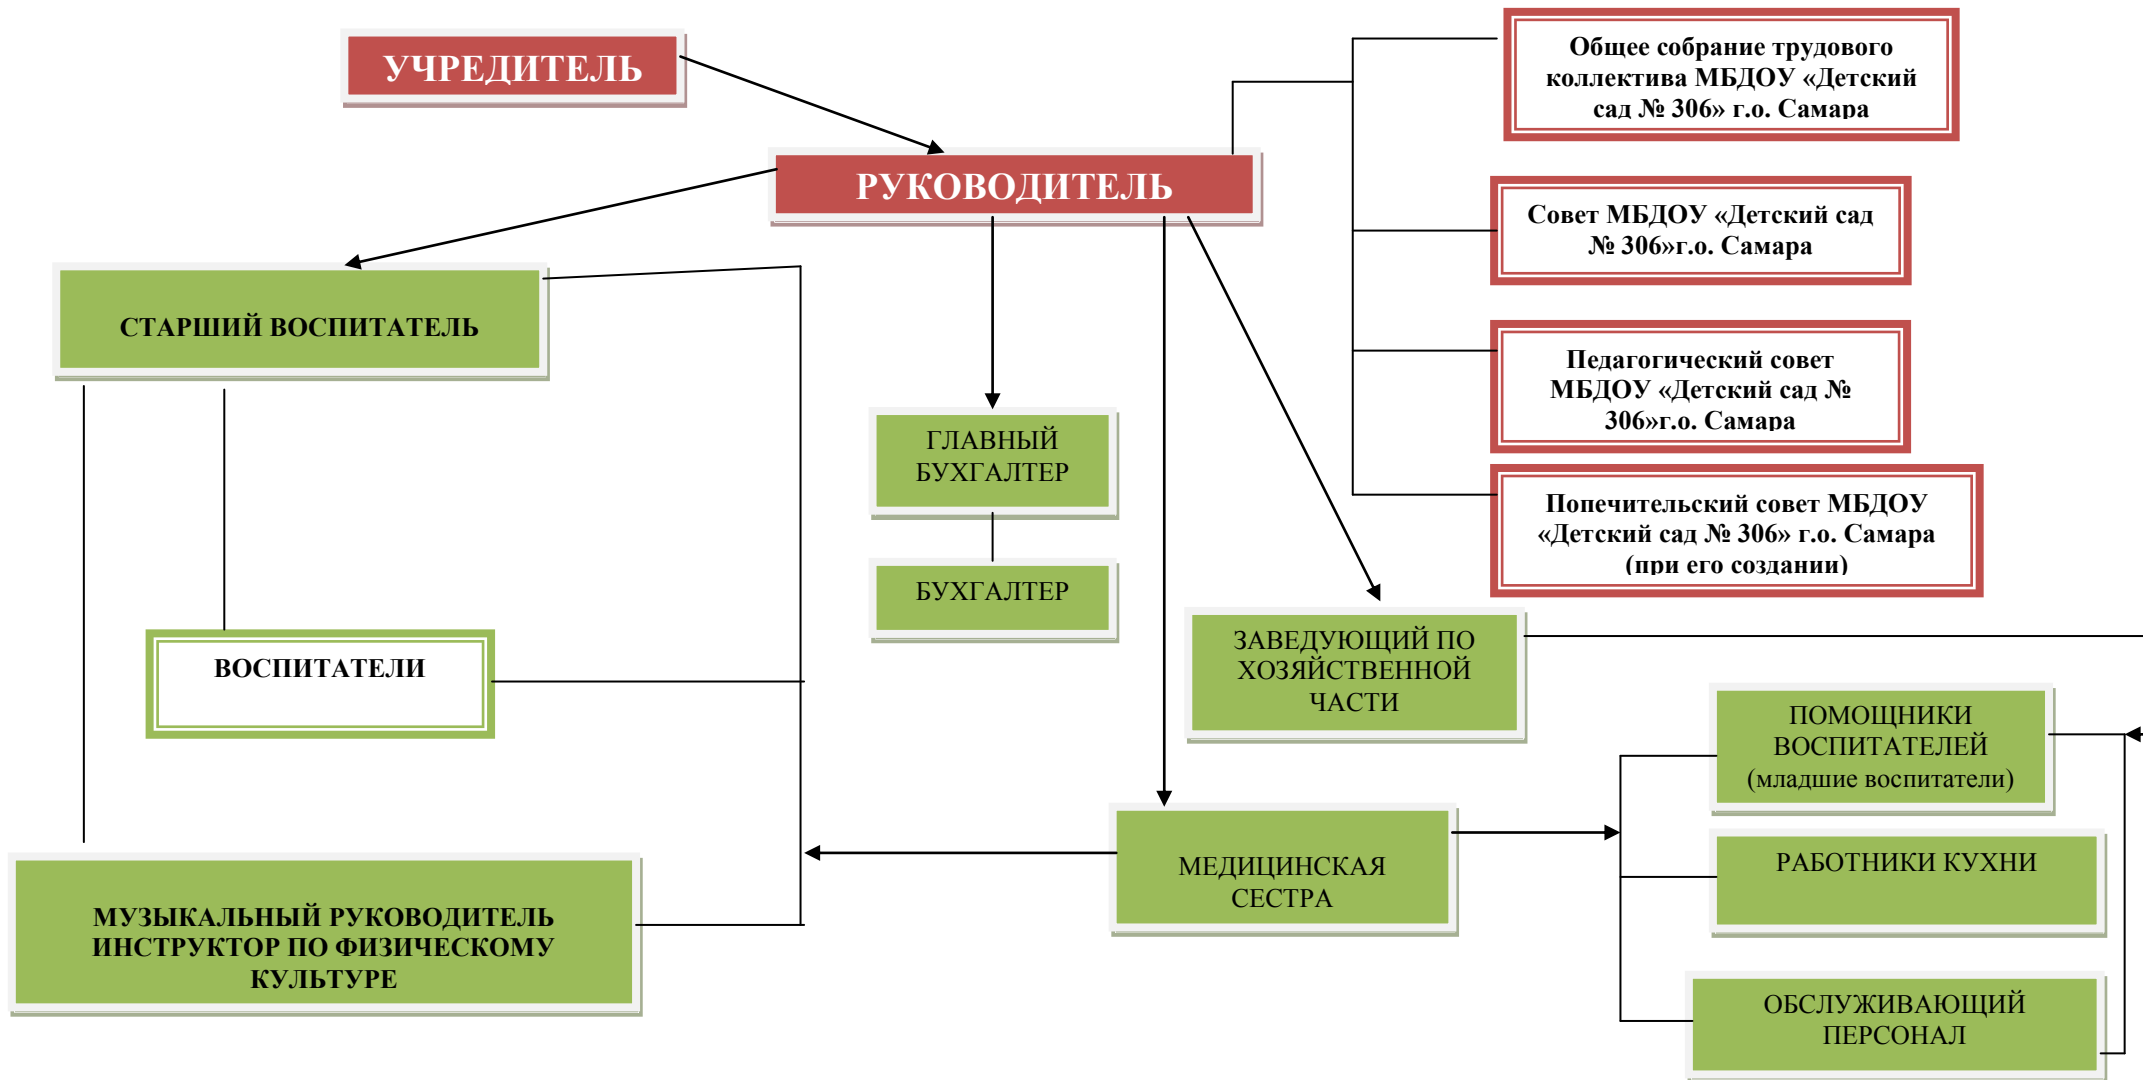 УЧРЕДИТЕЛЬ
Общее собрание трудового
коллектива МБДОУ «Детский
сад № 306» г.о. Самара
РУКОВОДИТЕЛЬ
Совет МБДОУ «Детский сад
№ 306»г.о. Самара
СТАРШИЙ ВОСПИТАТЕЛЬ
Педагогический совет
МБДОУ «Детский сад №
306»г.о. Самара
ГЛАВНЫЙ
БУХГАЛТЕР
Попечительский совет МБДОУ
«Детский сад № 306» г.о. Самара
(при его создании)
БУХГАЛТЕР
ЗАВЕДУЮЩИЙ ПО
ХОЗЯЙСТВЕННОЙ
ЧАСТИ
ВОСПИТАТЕЛИ
ПОМОЩНИКИ
ВОСПИТАТЕЛЕЙ
(младшие воспитатели)
МЕДИЦИНСКАЯ
СЕСТРА
РАБОТНИКИ КУХНИ
МУЗЫКАЛЬНЫЙ РУКОВОДИТЕЛЬ
ИНСТРУКТОР ПО ФИЗИЧЕСКОМУ
КУЛЬТУРЕ
ОБСЛУЖИВАЮЩИЙ
ПЕРСОНАЛ